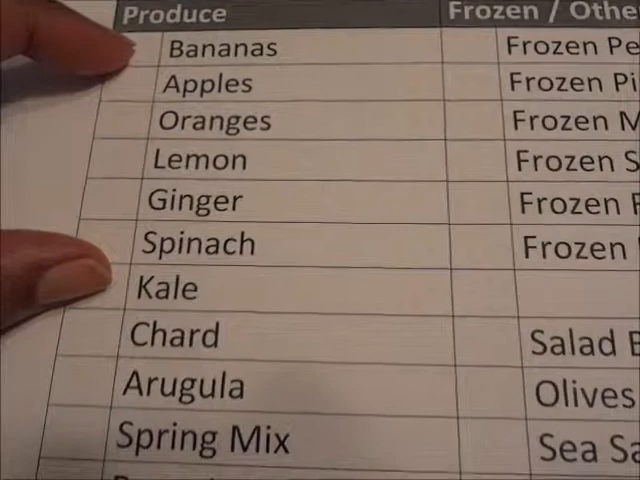 Produce Frozen / Othe
Bananas Frozen Pe
Apples Frozen Pi
Oranges Frozen M
Lemon Frozen S
Ginger Frozen
Spinach Frozen
Kale
Chard Salad B
Arugula Olives
Spring Mix Sea Sa